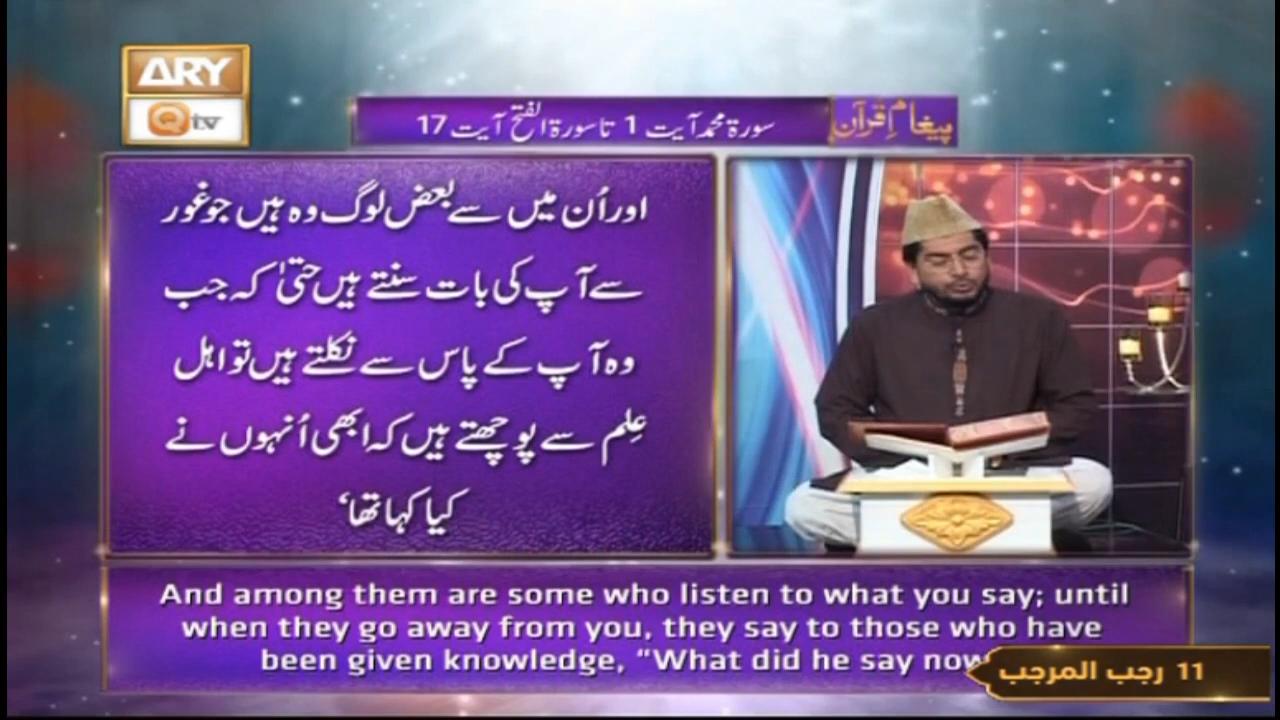 ARY
Qtv
پیغامِ قرآن
سورۃ محمد آیت 1 تا سورۃ الفتح آیت 17
اور اُن میں سے بعض لوگ وہ ہیں جو غور
سے آپ کی بات سنتے ہیں حتیٰ کہ جب
وہ آپ کے پاس سے نکلتے ہیں تو اہل
عِلم سے پوچھتے ہیں کہ ابھی اُنہوں نے
کیا کہا تھا‘
And among them are some who listen to what you say; until
when they go away from you, they say to those who have
been given knowledge, “What did he say now
11 رجب المرجب